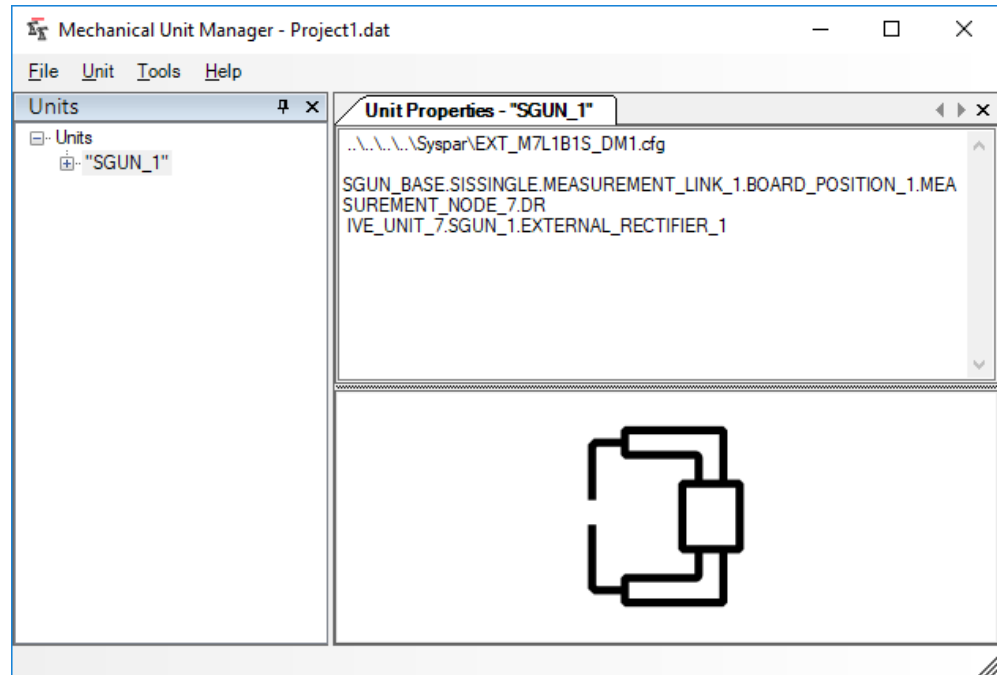 Mechanical Unit Manager - Project1.dat
File Unit Tools Help
Units
Units
"SGUN_1"
Unit Properties - "SGUN_1"
..\..\..\..\Syspar\EXT_M7L1B1S_DM1.cfg
SGUN_BASE.SISSINGLE.MEASUREMENT_LINK_1.BOARD_POSITION_1.MEA
SUREMENT_NODE_7.DR
IVE_UNIT_7.SGUN_1.EXTERNAL_RECTIFIER_1